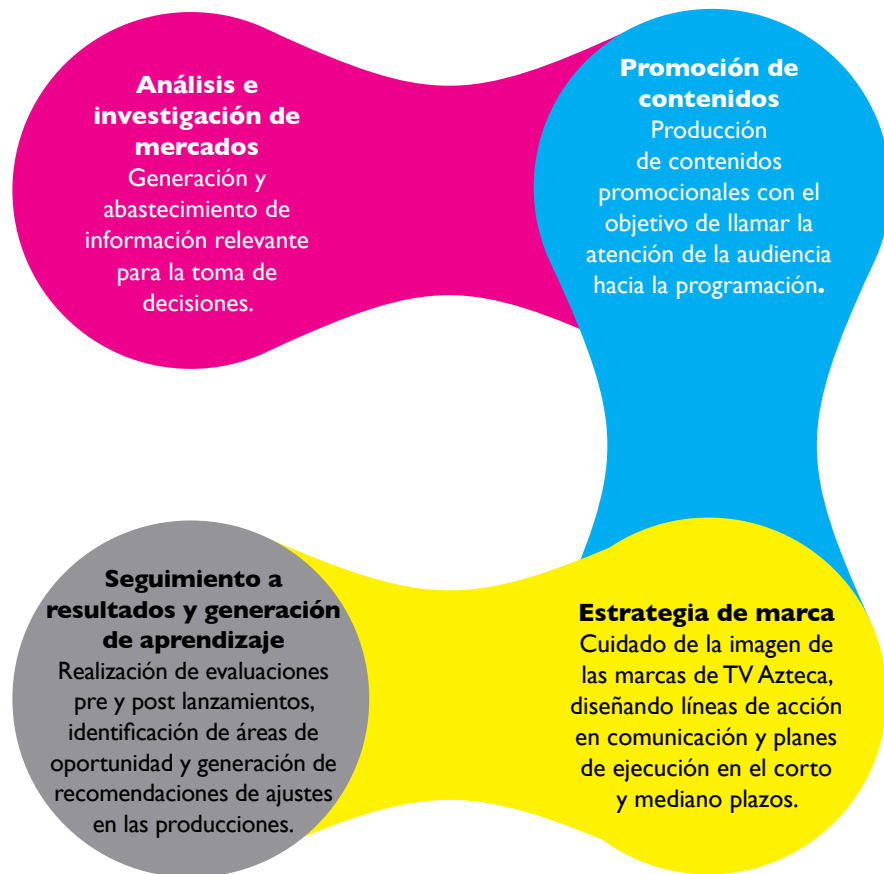 Análisis e
investigación de
mercados
Generación y
abastecimiento de
información relevante
para la toma de
decisiones.
Promoción de
contenidos
Producción
de contenidos
promocionales con el
objetivo de llamar la
atención de la audiencia
hacia la programación.
Estrategia de marca
Cuidado de la imagen de
las marcas de TV Azteca,
diseñando líneas de acción
en comunicación y planes
de ejecución en el corto
y mediano plazos.
Seguimiento a
resultados y generación
de aprendizaje
Realización de evaluaciones
pre y post lanzamientos,
identificación de áreas de
oportunidad y generación de
recomendaciones de ajustes
en las producciones.